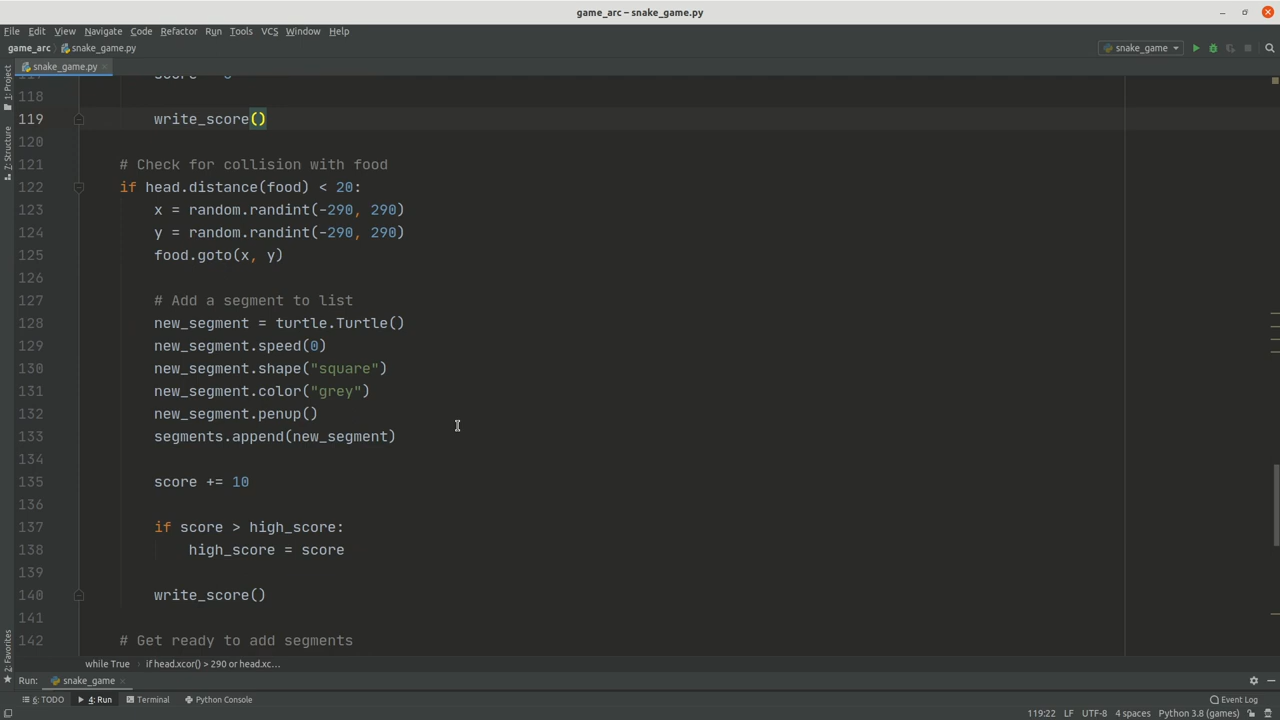 game_arc – snake_game.py
File Edit View Navigate Code Refactor Run Tools VCS Window Help
game_arc snake_game.py snake_game
snake_game.py
1: Project
7: Structure
2: Favorites
118
119 write_score()
120
121 # Check for collision with food
122 if head.distance(food) < 20:
123 x = random.randint(-290, 290)
124 y = random.randint(-290, 290)
125 food.goto(x, y)
126
127 # Add a segment to list
128 new_segment = turtle.Turtle()
129 new_segment.speed(0)
130 new_segment.shape("square")
131 new_segment.color("grey")
132 new_segment.penup()
133 segments.append(new_segment)
134
135 score += 10
136
137 if score > high_score:
138 high_score = score
139
140 write_score()
141
142 # Get ready to add segments
while True if head.xcor() > 290 or head.xc...
Run: snake_game
6: TODO 4: Run Terminal Python Console Event Log
119:22 LF UTF-8 4 spaces Python 3.8 (games)